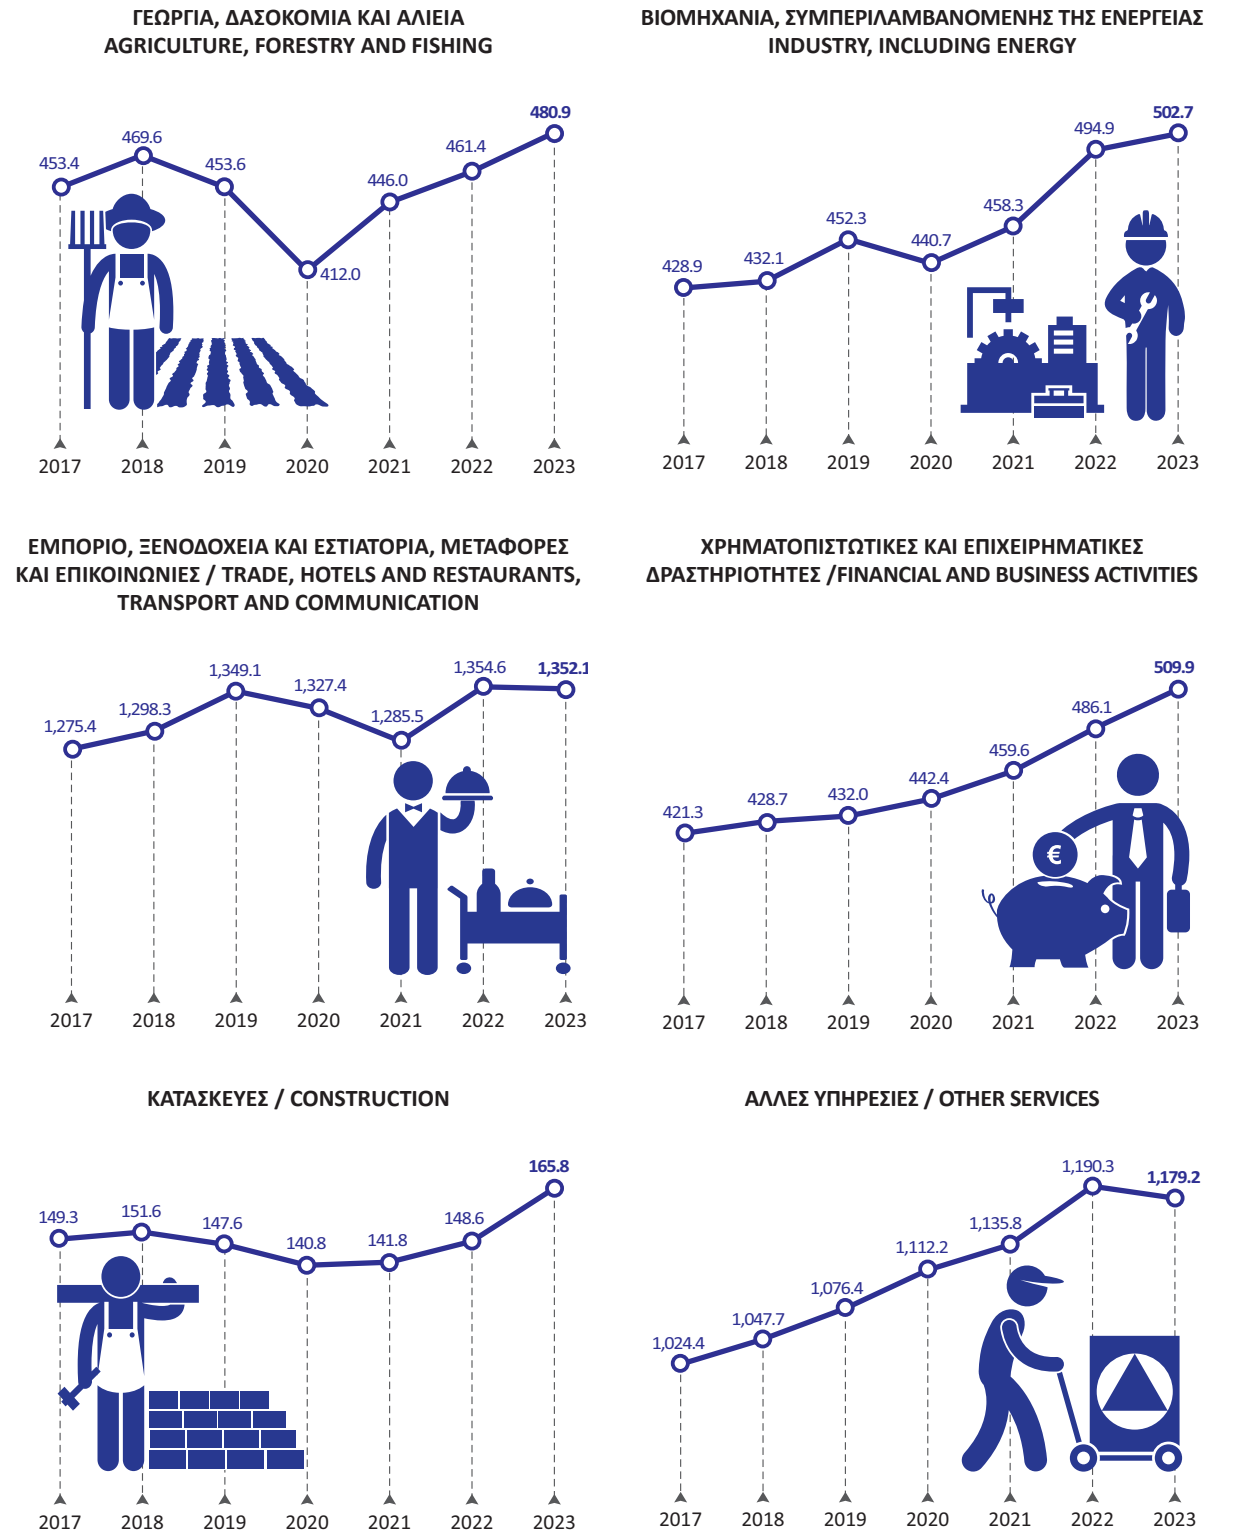 ΓΕΩΡΓΙΑ, ΔΑΣΟΚΟΜΙΑ ΚΑΙ ΑΛΙΕΙΑ
AGRICULTURE, FORESTRY AND FISHING
453.4
469.6
453.6
412.0
446.0
461.4
480.9
2017 2018 2019 2020 2021 2022 2023
ΒΙΟΜΗΧΑΝΙΑ, ΣΥΜΠΕΡΙΛΑΜΒΑΝΟΜΕΝΗΣ ΤΗΣ ΕΝΕΡΓΕΙΑΣ
INDUSTRY, INCLUDING ENERGY
428.9
432.1
452.3
440.7
458.3
494.9
502.7
2017 2018 2019 2020 2021 2022 2023
ΕΜΠΟΡΙΟ, ΞΕΝΟΔΟΧΕΙΑ ΚΑΙ ΕΣΤΙΑΤΟΡΙΑ, ΜΕΤΑΦΟΡΕΣ
ΚΑΙ ΕΠΙΚΟΙΝΩΝΙΕΣ / TRADE, HOTELS AND RESTAURANTS,
TRANSPORT AND COMMUNICATION
1,275.4
1,298.3
1,349.1
1,327.4
1,285.5
1,354.6
1,352.1
2017 2018 2019 2020 2021 2022 2023
ΧΡΗΜΑΤΟΠΙΣΤΩΤΙΚΕΣ ΚΑΙ ΕΠΙΧΕΙΡΗΜΑΤΙΚΕΣ
ΔΡΑΣΤΗΡΙΟΤΗΤΕΣ /FINANCIAL AND BUSINESS ACTIVITIES
421.3
428.7
432.0
442.4
459.6
486.1
509.9
€
2017 2018 2019 2020 2021 2022 2023
ΚΑΤΑΣΚΕΥΕΣ / CONSTRUCTION
149.3
151.6
147.6
140.8
141.8
148.6
165.8
2017 2018 2019 2020 2021 2022 2023
ΑΛΛΕΣ ΥΠΗΡΕΣΙΕΣ / OTHER SERVICES
1,024.4
1,047.7
1,076.4
1,112.2
1,135.8
1,190.3
1,179.2
2017 2018 2019 2020 2021 2022 2023